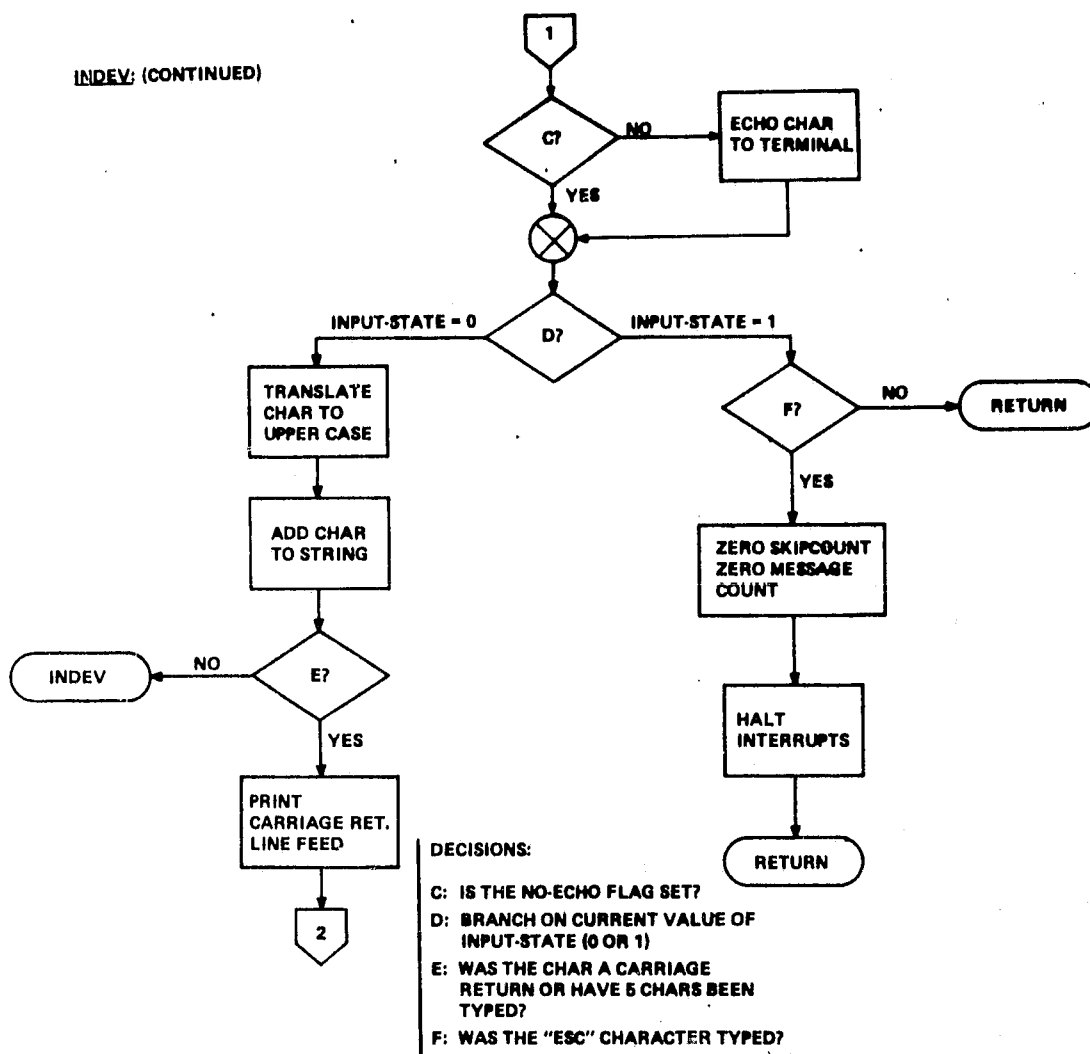 1
INDEV: (CONTINUED)
C?
NO
ECHO CHAR
TO TERMINAL
YES
INPUT-STATE = 0
D?
INPUT-STATE = 1
TRANSLATE
CHAR TO
UPPER CASE
F?
NO
RETURN
YES
ADD CHAR
TO STRING
ZERO SKIPCOUNT
ZERO MESSAGE
COUNT
INDEV
NO
E?
YES
HALT
INTERRUPTS
PRINT
CARRIAGE RET.
LINE FEED
RETURN
2
DECISIONS:
C: IS THE NO-ECHO FLAG SET?
D: BRANCH ON CURRENT VALUE OF
INPUT-STATE (0 OR 1)
E: WAS THE CHAR A CARRIAGE
RETURN OR HAVE 5 CHARS BEEN
TYPED?
F: WAS THE "ESC" CHARACTER TYPED?